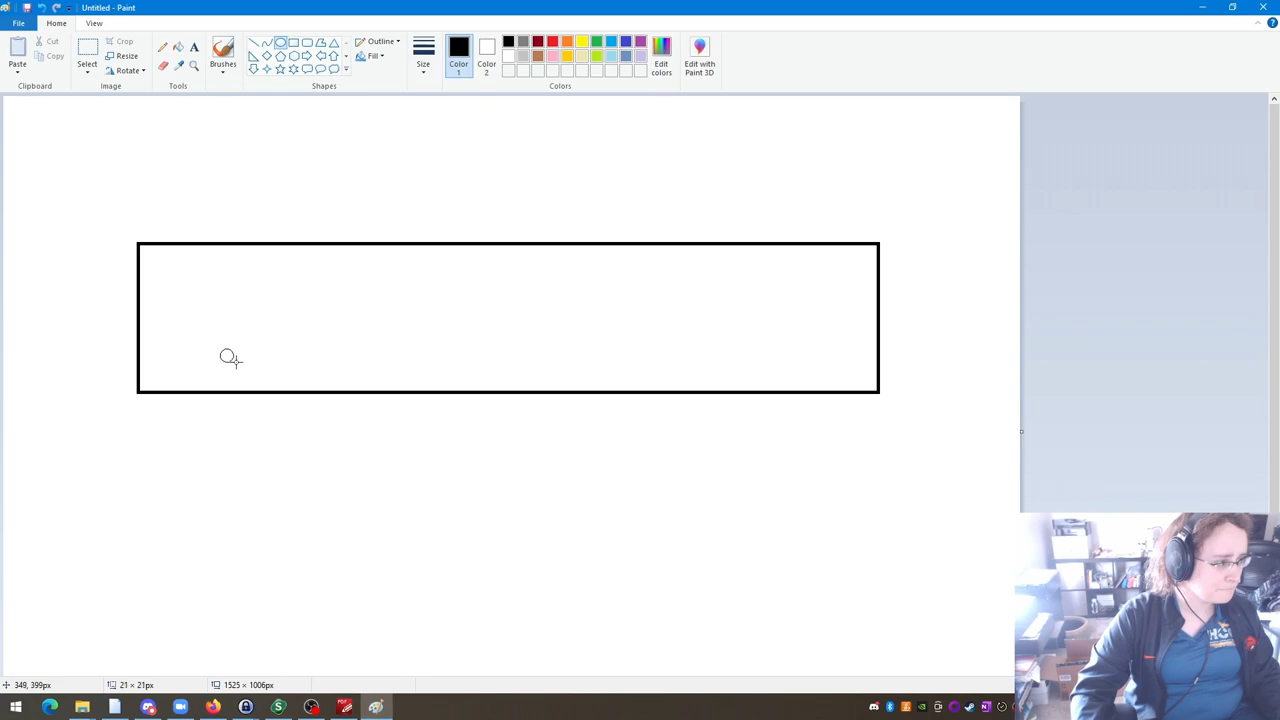 Untitled - Paint
File Home View
Paste
Cut
Copy
Clipboard
Select
Crop
Resize
Rotate
Image
A
Tools
Brushes
Outline
Fill
Shapes
Size
Color 1
Color 2
Edit colors
Colors
Edit with Paint 3D
349, 399px 21 × 21px 1525 × 1006px